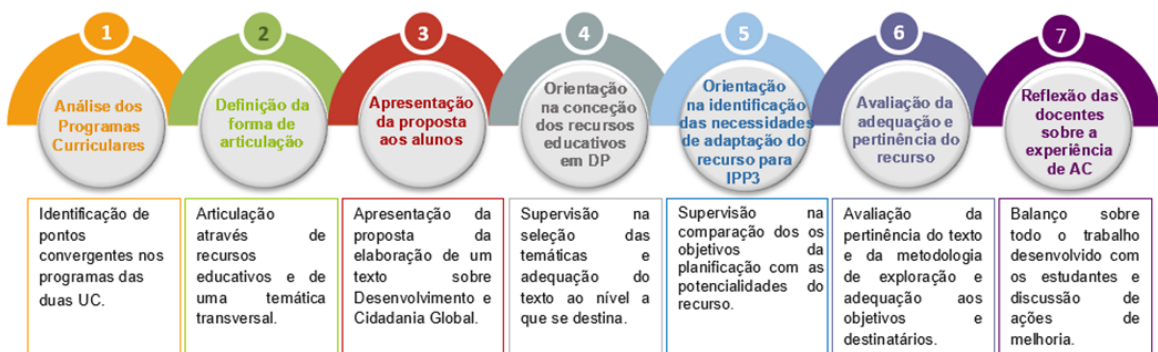 1
Análise dos
Programas
Curriculares
Identificação de
pontos
convergentes nos
programas das
duas UC.
2
Definição da
forma de
articulação
Articulação
através de
recursos
educativos e de
uma temática
transversal.
3
Apresentação
da proposta
aos alunos
Apresentação da
proposta da
elaboração de um
texto sobre
Desenvolvimento e
Cidadania Global.
4
Orientação
na conceção
dos recursos
educativos
em DP
Supervisão na
seleção das
temáticas e
adequação do
texto ao nível a
que se destina.
5
Orientação
na identificação
das necessidades
de adaptação do
recurso para
IPP3
Supervisão na
comparação dos os
objetivos da
planificação com as
potencialidades do
recurso.
6
Avaliação da
adequação e
pertinência do
recurso
Avaliação da
pertinência do texto
e da metodologia
de exploração e
adequação aos
objetivos e
destinatários.
7
Reflexão das
docentes
sobre a
experiência
de AC
Balanço sobre
todo o trabalho
desenvolvido com
os estudantes e
discussão de
ações de
melhoria.